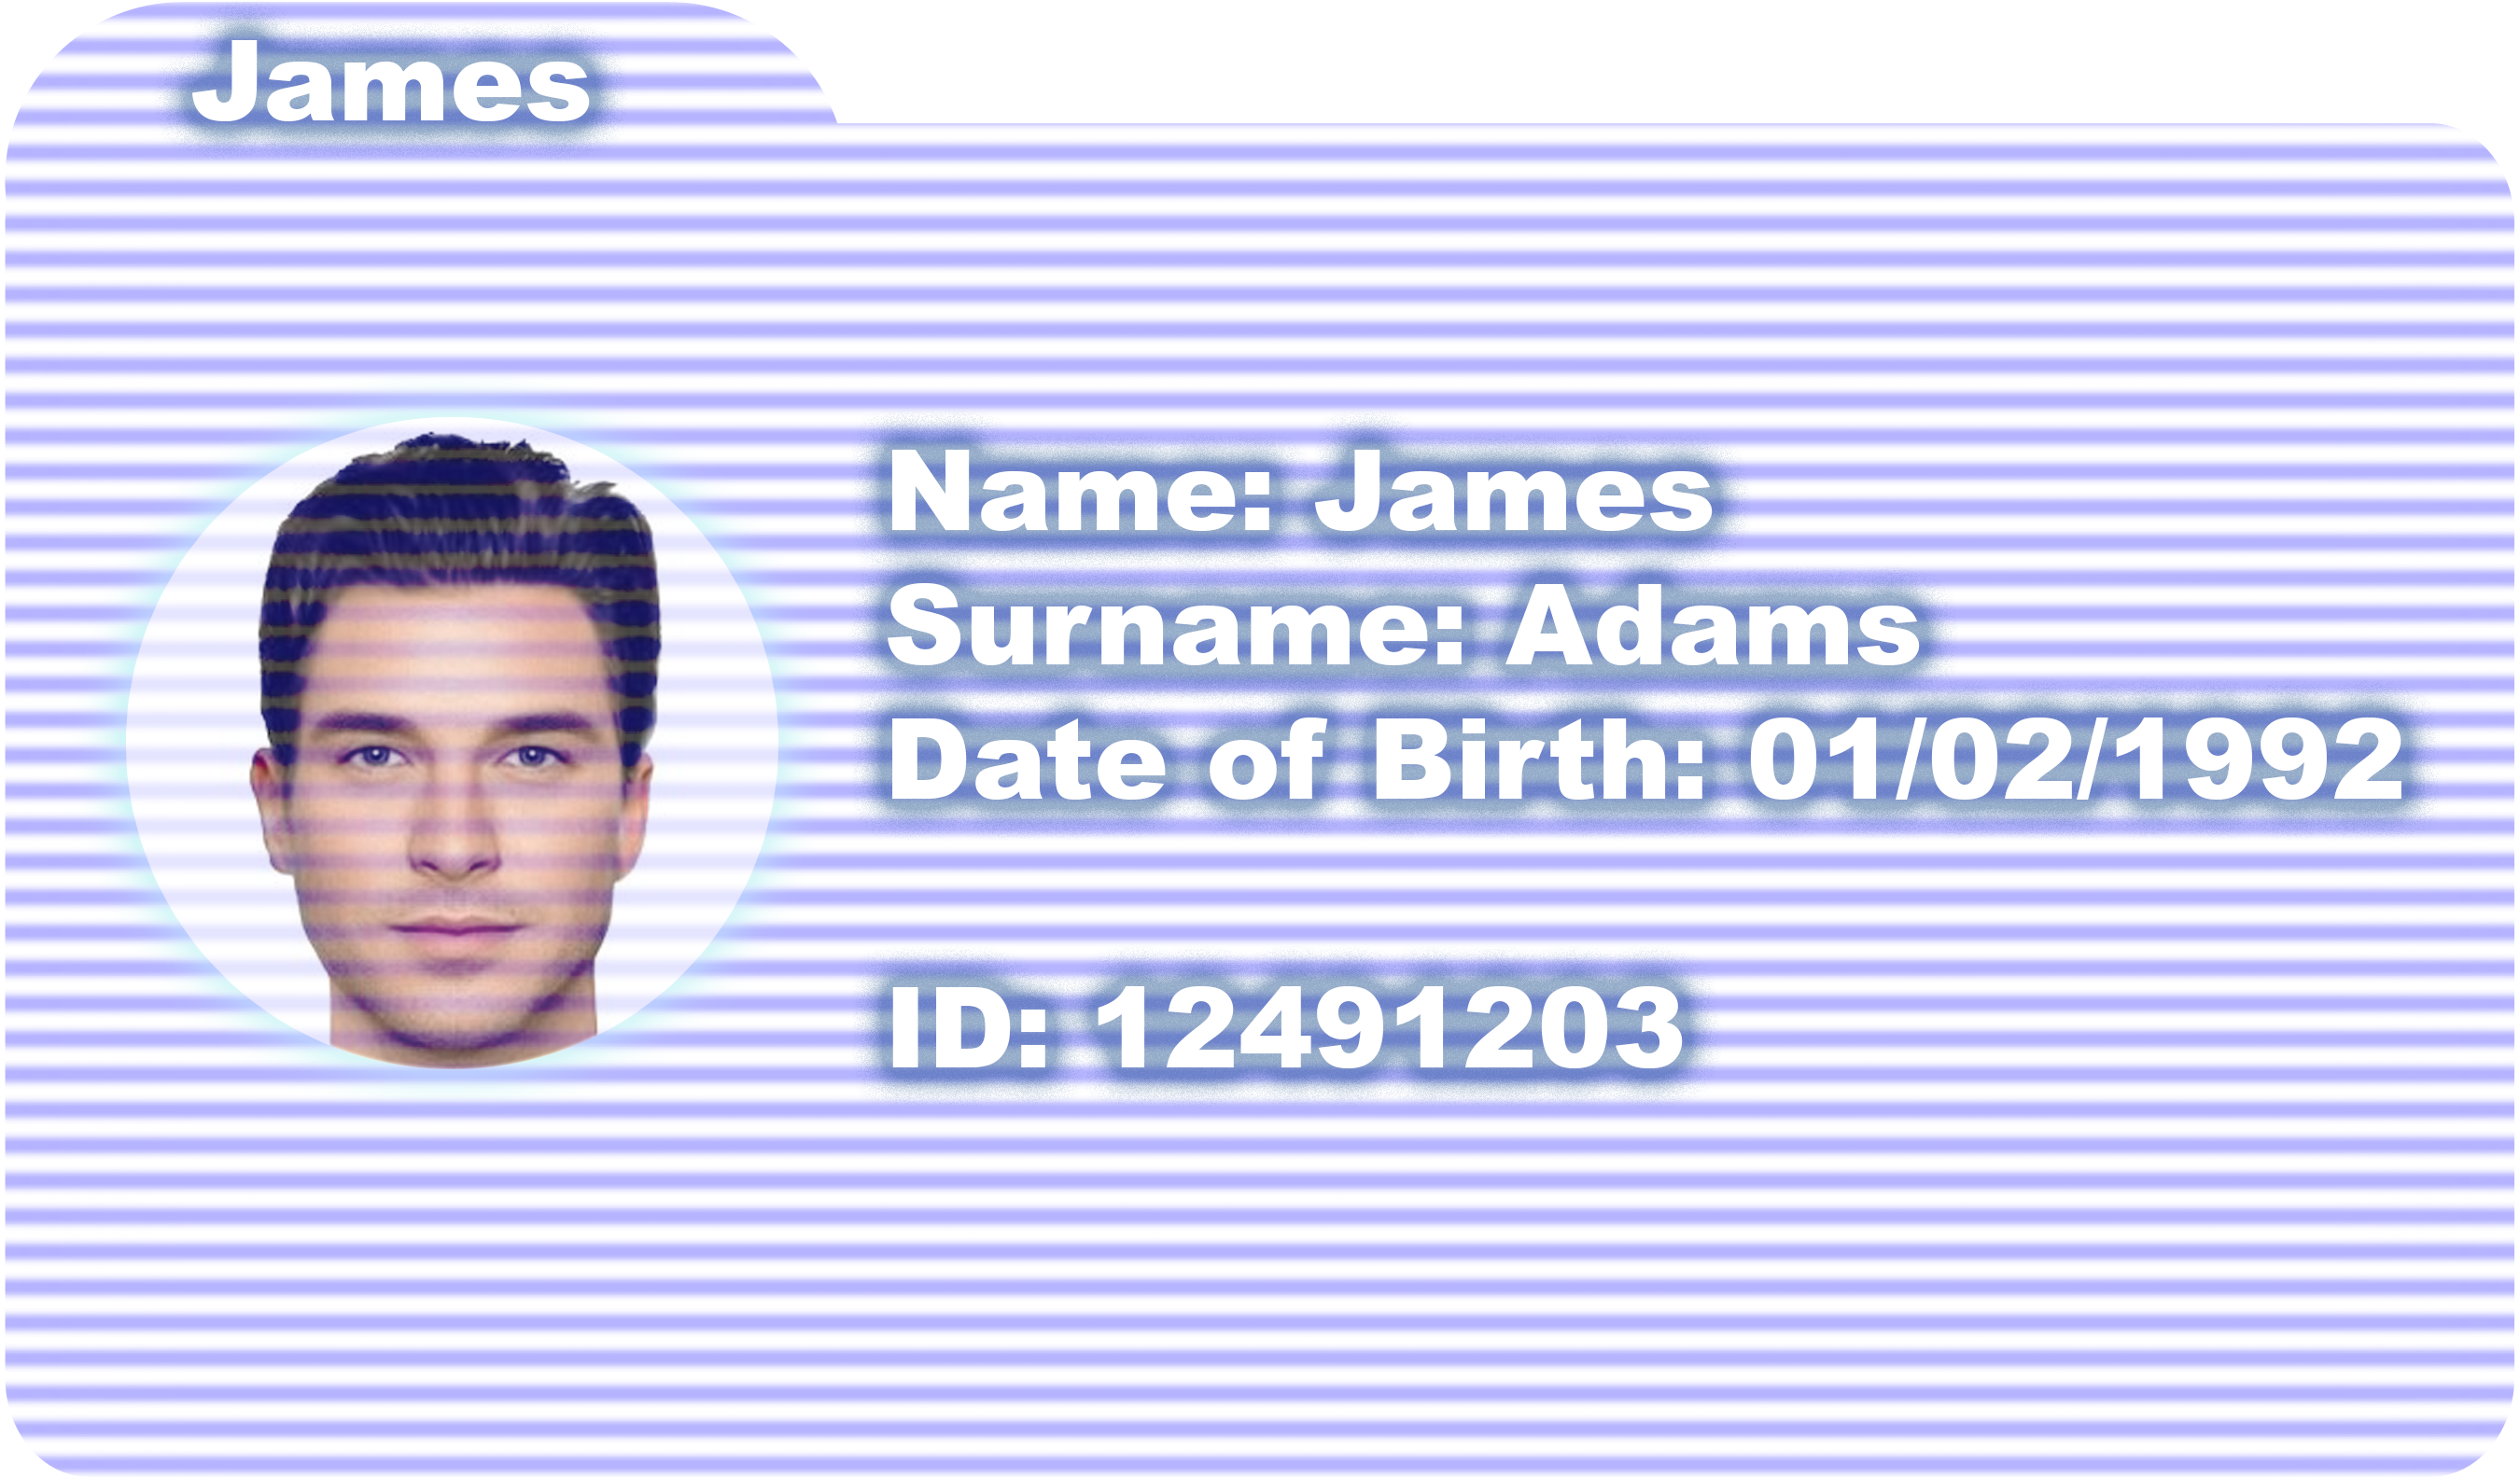 James
Name: James
Surname: Adams
Date of Birth: 01/02/1992
ID: 12491203